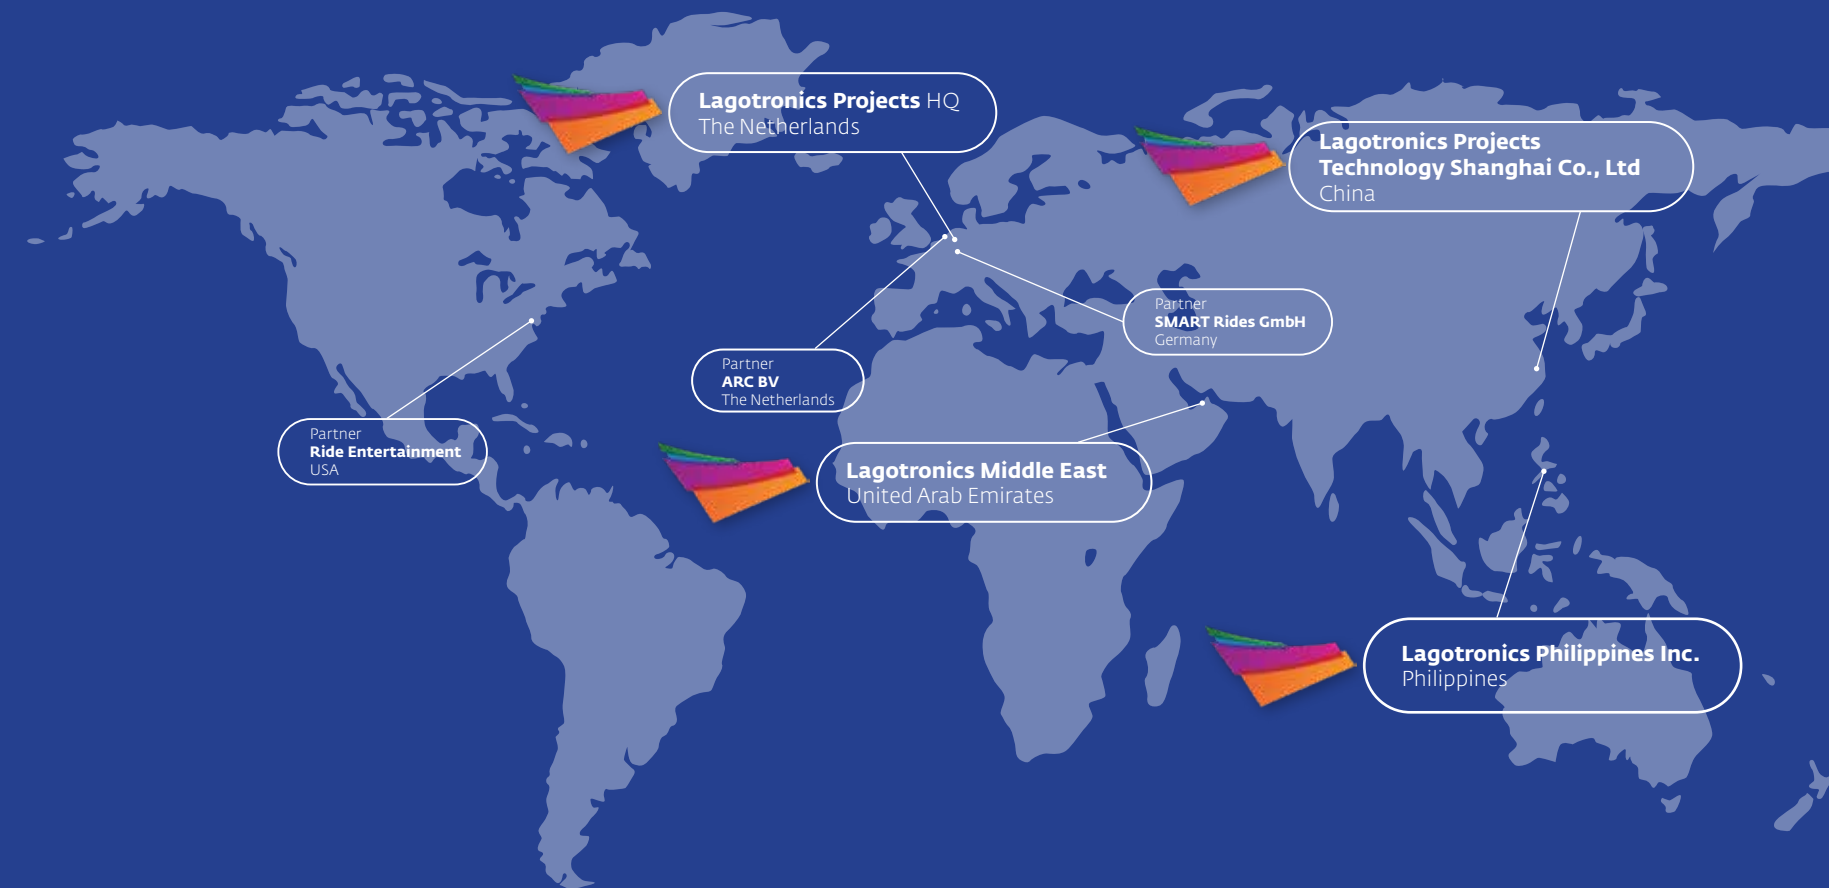 Lagotronics Projects HQ
The Netherlands
Lagotronics Projects
Technology Shanghai Co., Ltd
China
Partner
SMART Rides GmbH
Germany
Partner
ARC BV
The Netherlands
Partner
Ride Entertainment
USA
Lagotronics Middle East
United Arab Emirates
Lagotronics Philippines Inc.
Philippines